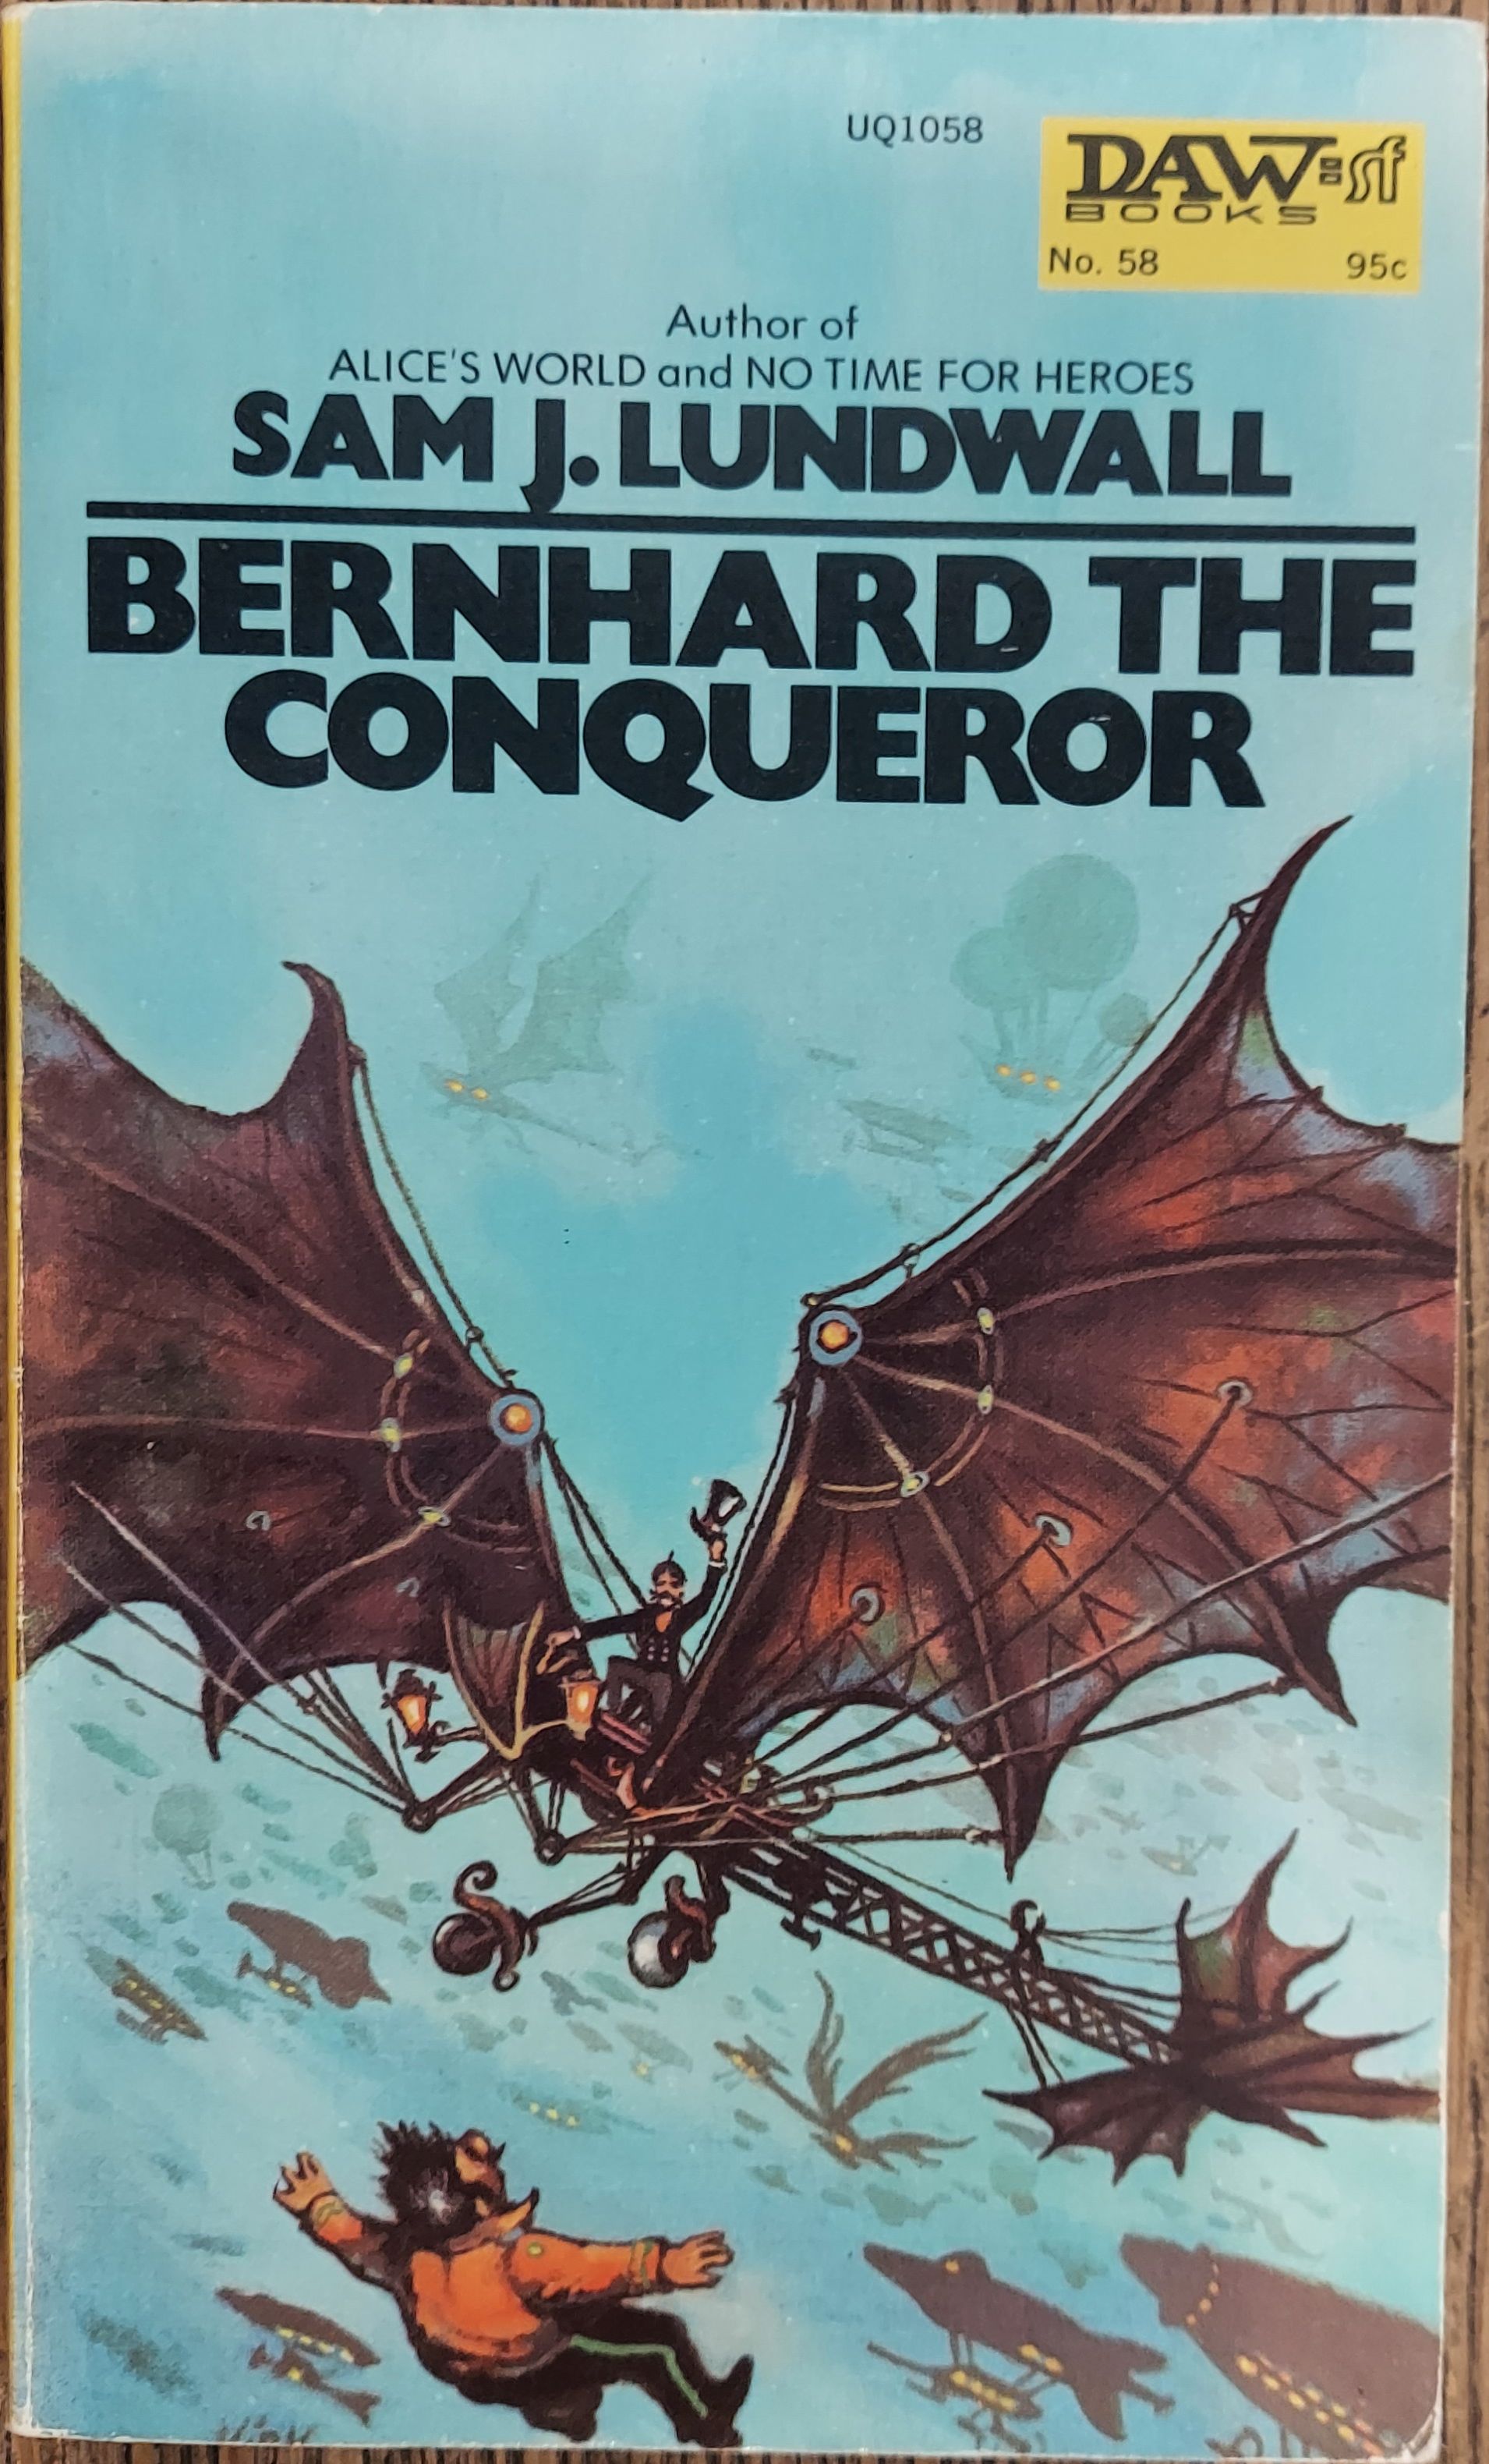 UQ1058
DAW=sf
BOOKS
No. 58 95c
Author of
ALICE'S WORLD and NO TIME FOR HEROES
SAM J. LUNDWALL
BERNHARD THE
CONQUEROR